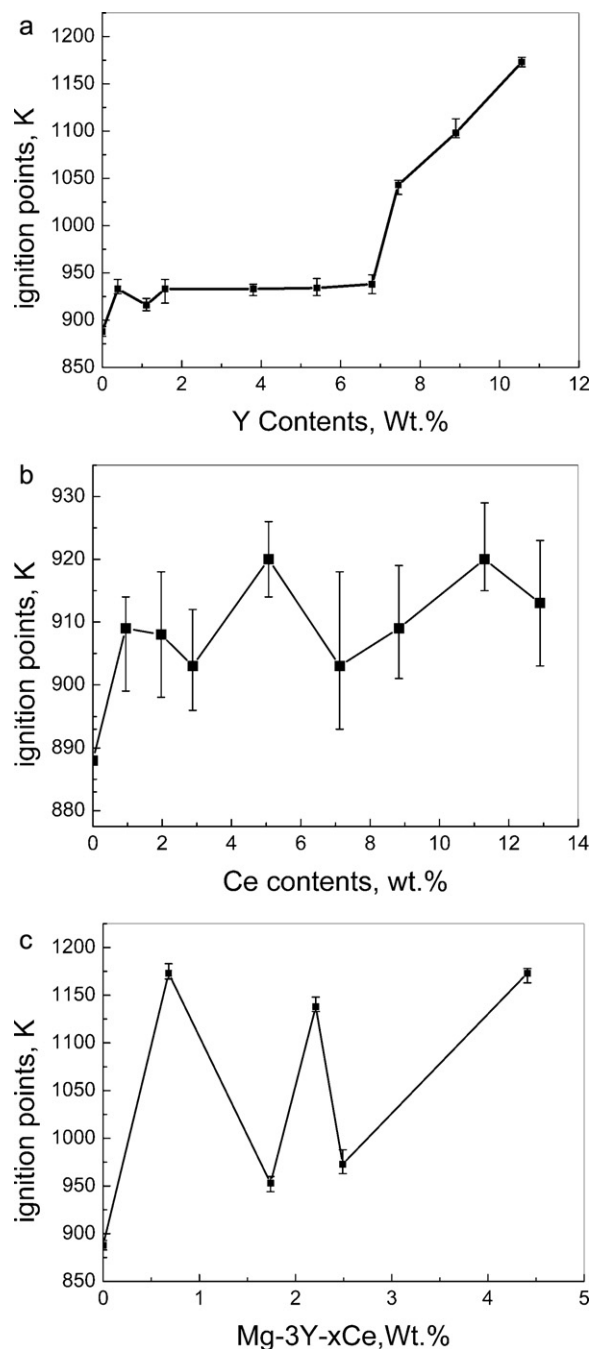 a
1200
1150
1100
1050
1000
950
900
850
0 2 4 6 8 10 12
ignition points, K
Y Contents, Wt.%
b
930
920
910
900
890
880
0 2 4 6 8 10 12 14
ignition points, K
Ce contents, wt.%
c
1200
1150
1100
1050
1000
950
900
850
0 1 2 3 4 5
ignition points, K
Mg-3Y-xCe,Wt.%